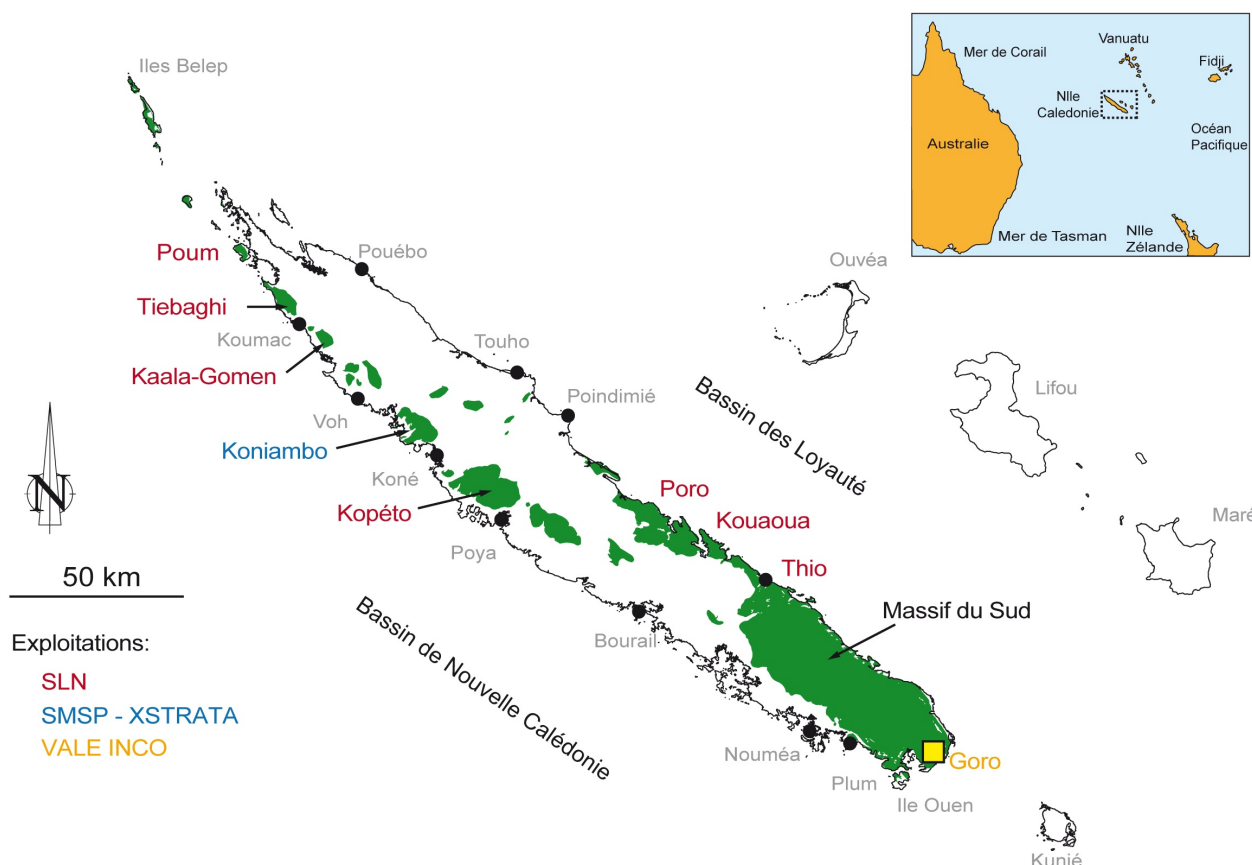 Iles Belep
Poum
Pouébo
Tiebaghi
Koumac
Kaala-Gomen
Touho
Voh
Poindimié
Koniambo
Koné
Kopéto
Poya
Poro
Kouaoua
Thio
Bourail
Massif du Sud
Nouméa
Plum
Goro
Ile Ouen
Kunié
Ouvéa
Lifou
Maré
Bassin des Loyauté
Bassin de Nouvelle Calédonie
N
50 km
Exploitations:
SLN
SMSP - XSTRATA
VALE INCO
Mer de Corail
Vanuatu
Fidji
Nlle
Caledonie
Océan
Pacifique
Australie
Mer de Tasman
Nlle
Zélande